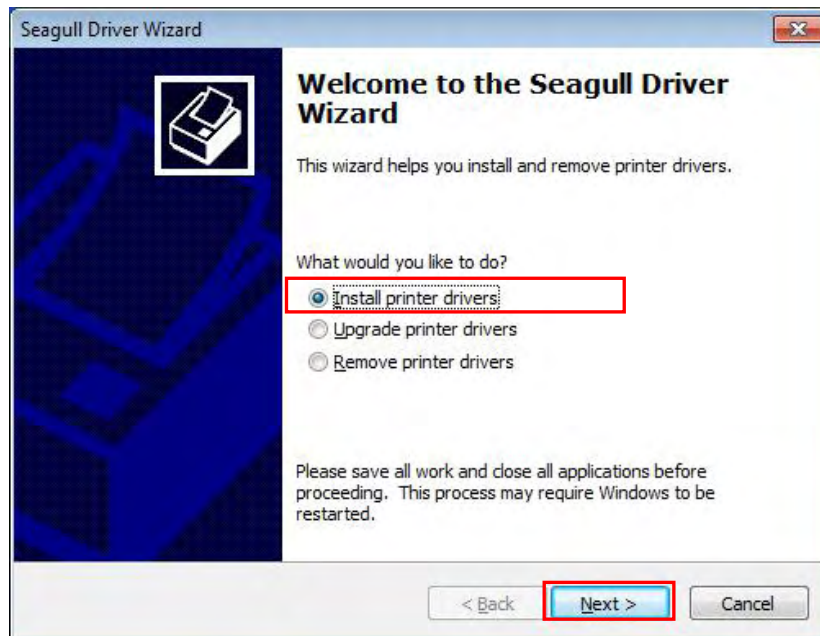 Seagull Driver Wizard
Welcome to the Seagull Driver
Wizard
This wizard helps you install and remove printer drivers.
What would you like to do?
Install printer drivers
Upgrade printer drivers
Remove printer drivers
Please save all work and close all applications before
proceeding. This process may require Windows to be
restarted.
< Back Next > Cancel